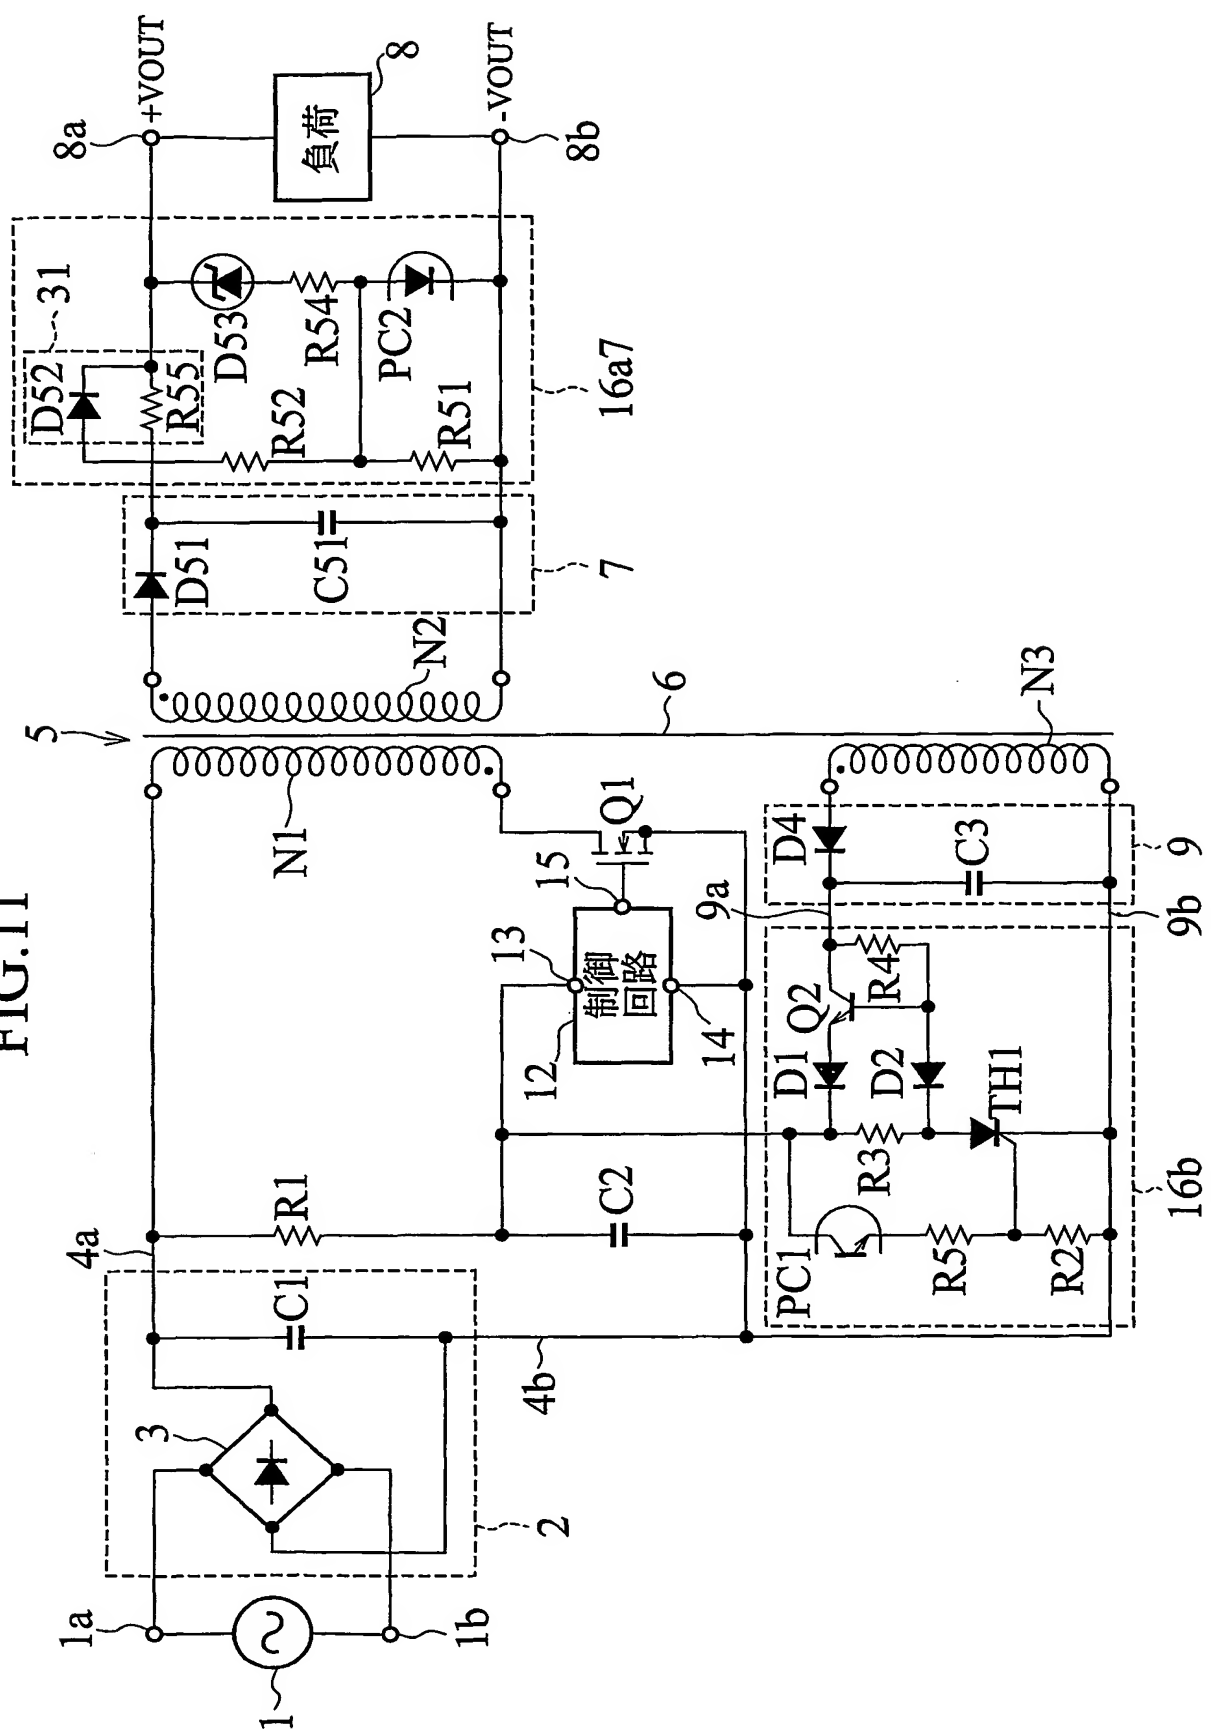 FIG.11
5
N1
N2
6
N3
4a
R1
C1
3
2
1a
1
1b
4b
C2
12
13
制御
回路
14
15
Q1
D51
C51
7
31
D52
R55
R52
R51
D53
R54
PC2
16a7
8a
+VOUT
負荷
8
-VOUT
8b
PC1
R5
R2
R3
D1
D2
TH1
Q2
R4
16b
9a
9b
D4
C3
9